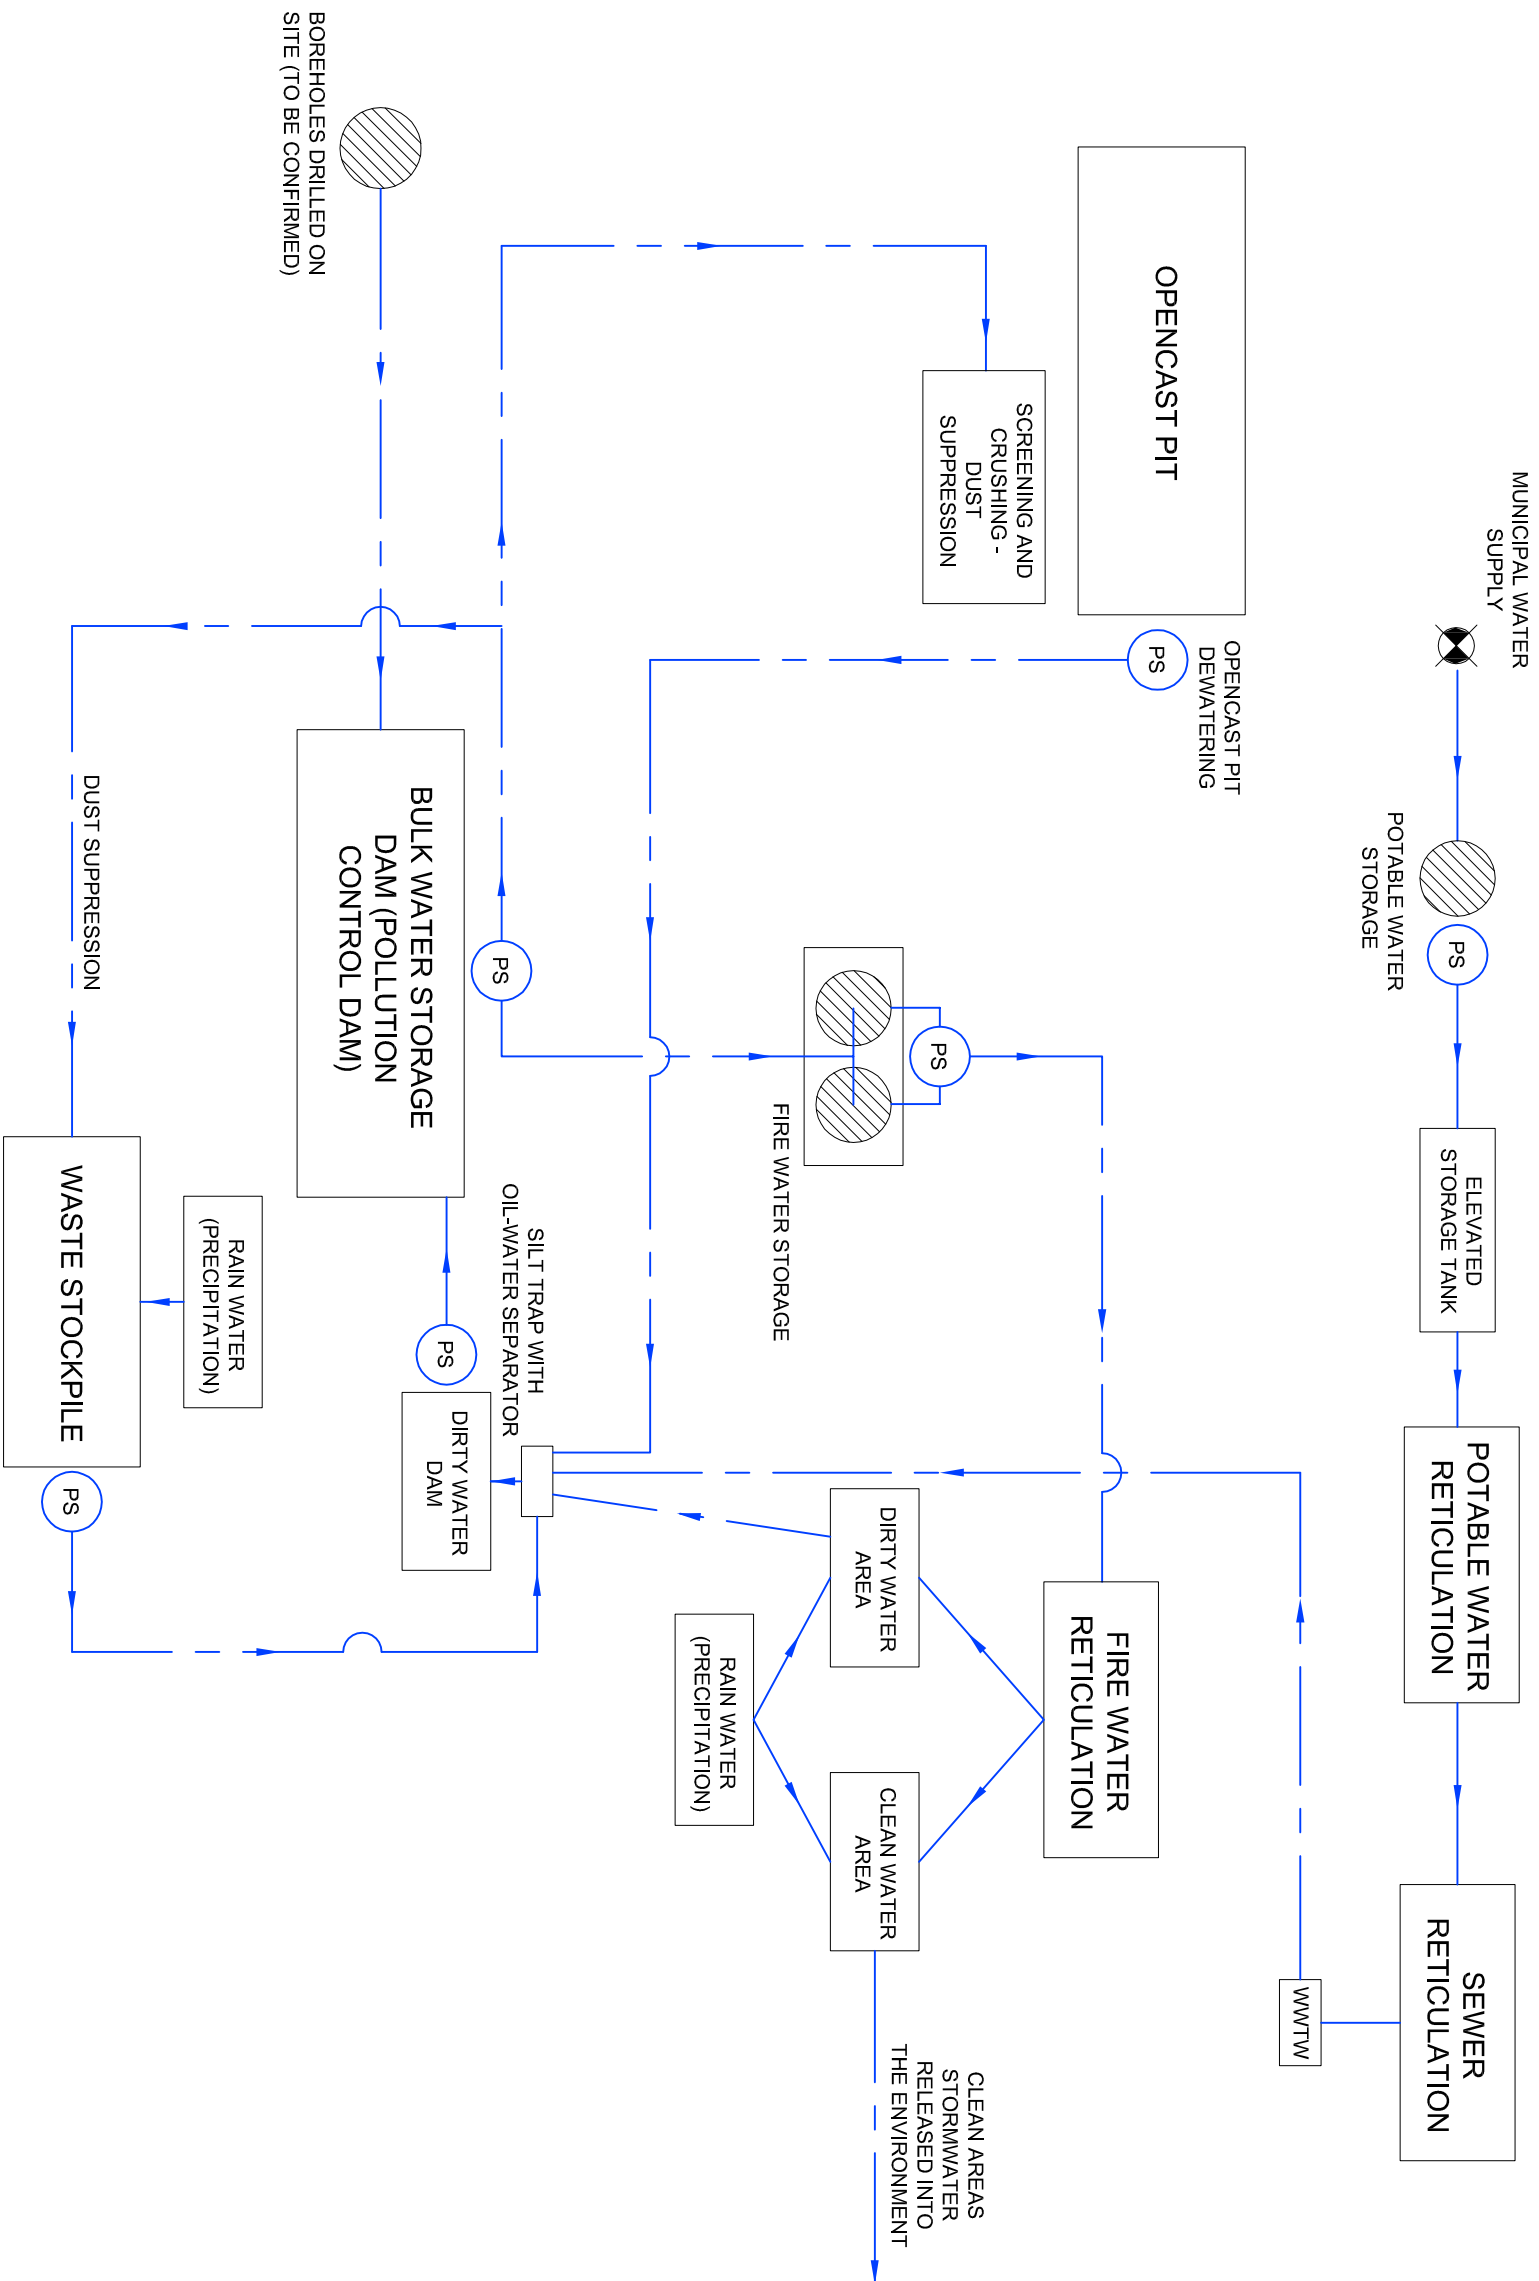 MUNICIPAL WATER
SUPPLY
POTABLE WATER
STORAGE
PS
ELEVATED
STORAGE TANK
POTABLE WATER
RETICULATION
SEWER
RETICULATION
WWTW
OPENCAST PIT
OPENCAST PIT
DEWATERING
PS
SCREENING AND
CRUSHING -
DUST
SUPPRESSION
PS
FIRE WATER STORAGE
FIRE WATER
RETICULATION
DIRTY WATER
AREA
CLEAN WATER
AREA
RAIN WATER
(PRECIPITATION)
CLEAN AREAS
STORMWATER
RELEASED INTO
THE ENVIRONMENT
BOREHOLES DRILLED ON
SITE (TO BE CONFIRMED)
PS
BULK WATER STORAGE
DAM (POLLUTION
CONTROL DAM)
SILT TRAP WITH
OIL-WATER SEPARATOR
PS
DIRTY WATER
DAM
DUST SUPPRESSION
RAIN WATER
(PRECIPITATION)
WASTE STOCKPILE
PS